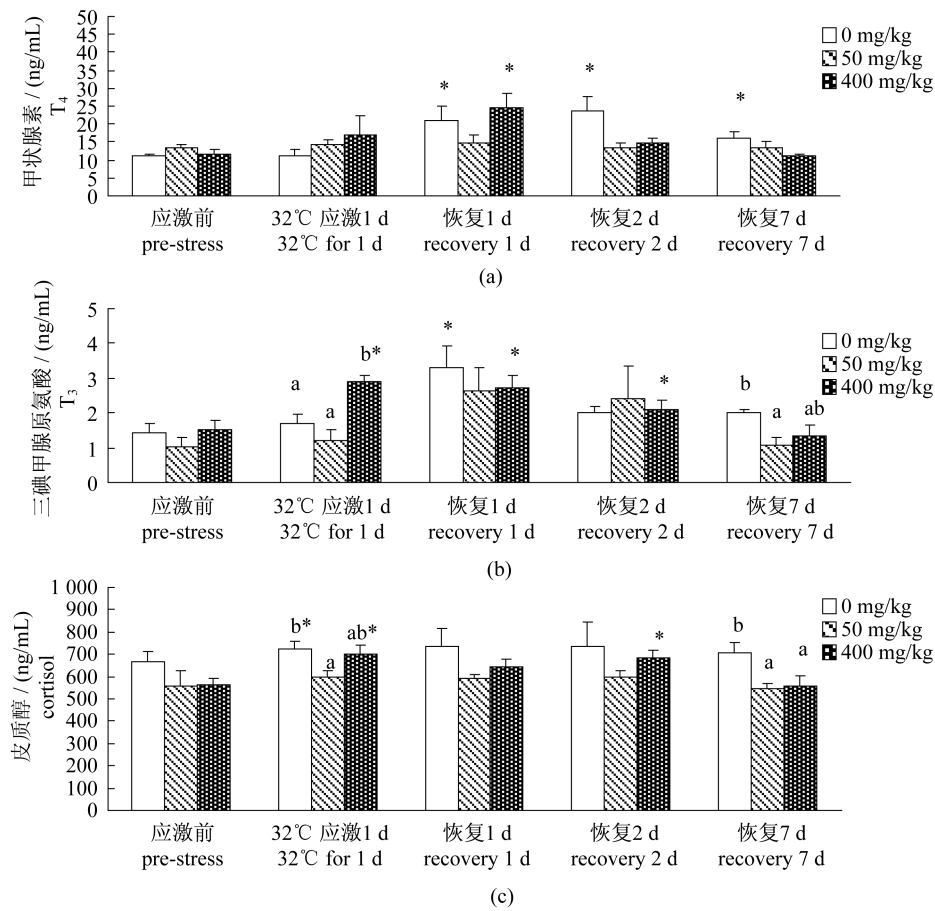 甲状腺素 / (ng/mL)
T4
50
45
40
35
30
25
20
15
10
5
0
0 mg/kg
50 mg/kg
400 mg/kg
* * * *
应激前 32℃ 应激1 d 恢复1 d 恢复2 d 恢复7 d
pre-stress 32℃ for 1 d recovery 1 d recovery 2 d recovery 7 d
(a)
三碘甲腺原氨酸 / (ng/mL)
T3
5
4
3
2
1
0
0 mg/kg
50 mg/kg
400 mg/kg
a a b* * * * b a ab
应激前 32℃ 应激1 d 恢复1 d 恢复2 d 恢复7 d
pre-stress 32℃ for 1 d recovery 1 d recovery 2 d recovery 7 d
(b)
皮质醇 / (ng/mL)
cortisol
1 000
900
800
700
600
500
400
300
200
100
0
0 mg/kg
50 mg/kg
400 mg/kg
b* a ab* * b a a
应激前 32℃ 应激1 d 恢复1 d 恢复2 d 恢复7 d
pre-stress 32℃ for 1 d recovery 1 d recovery 2 d recovery 7 d
(c)